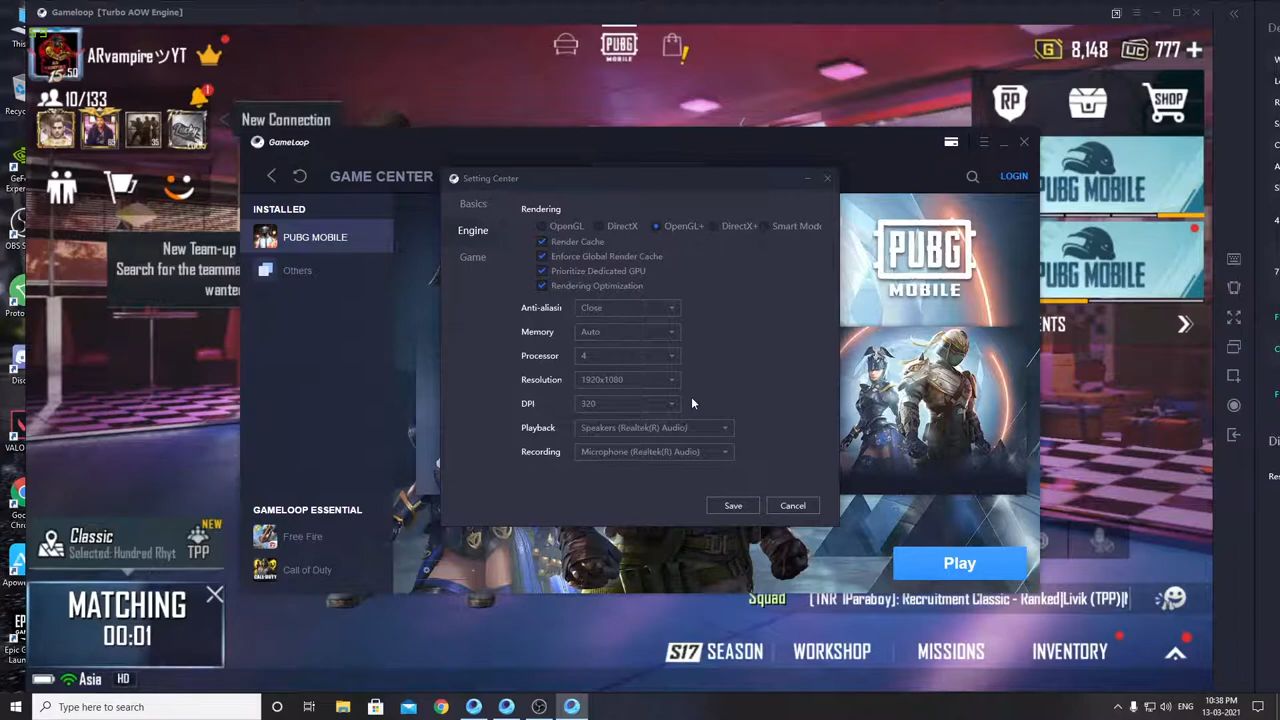 Gameloop [Turbo AOW Engine]
ARvampireツYT
8,148
777
10/133
New Connection
PUBG
MOBILE
RP
SHOP
GameLoop
GAME CENTER
LOGIN
INSTALLED
PUBG MOBILE
Others
New Team-up
Search for the teamma
wante
Setting Center
Basics
Engine
Game
Rendering
OpenGL
DirectX
OpenGL+
DirectX+
Smart Mode
Render Cache
Enforce Global Render Cache
Prioritize Dedicated GPU
Rendering Optimization
Anti-aliasin
Close
Memory
Auto
Processor
4
Resolution
1920x1080
DPI
320
Playback
Speakers (Realtek(R) Audio)
Recording
Microphone (Realtek(R) Audio)
Save
Cancel
PUBG
MOBILE
PUBG MOBILE
PUBG MOBILE
ENTS
GAMELOOP ESSENTIAL
Free Fire
Call of Duty
Play
Classic
Selected: Hundred Rhyt
NEW
TPP
MATCHING
00:01
Squad
[TNR 1Paraboy]: Recruitment Classic - Ranked|Livik (TPP)|
S17 SEASON
WORKSHOP
MISSIONS
INVENTORY
Asia
HD
Type here to search
ENG
10:38 PM
13-03-2021